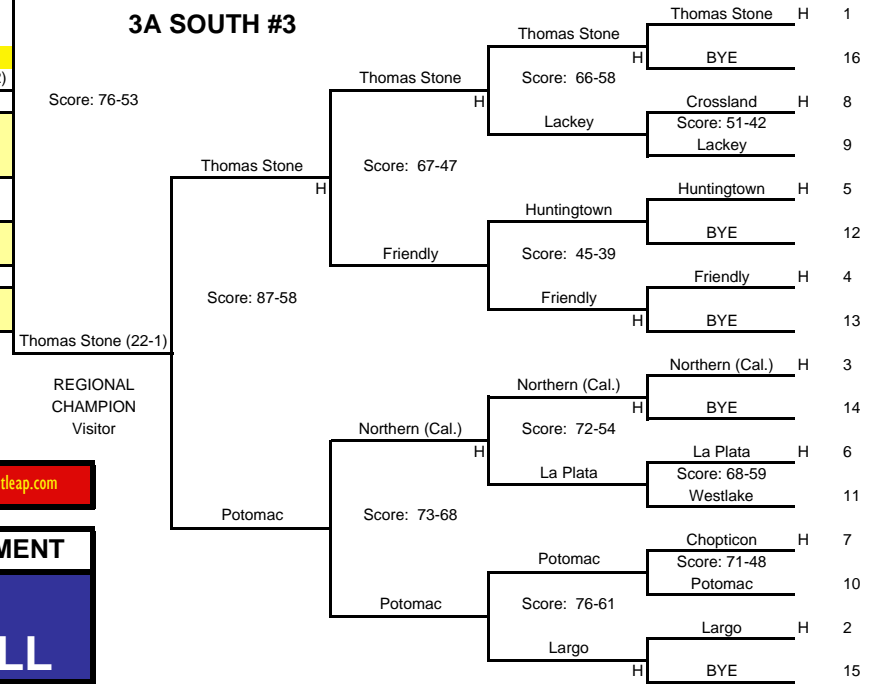 3A SOUTH #3
2)
Score: 76-53
Thomas Stone (22-1)
REGIONAL
CHAMPION
Visitor
tleap.com
MENT
LL
Thomas Stone
H
Score: 87-58
Potomac
Thomas Stone
H
Score: 67-47
Friendly
Northern (Cal.)
H
Score: 73-68
Potomac
Thomas Stone
H
Score: 66-58
Lackey
Huntingtown
Score: 45-39
Friendly
H
Northern (Cal.)
H
Score: 72-54
La Plata
Potomac
Score: 76-61
Largo
H
Thomas Stone H 1
BYE 16
Crossland H 8
Score: 51-42
Lackey 9
Huntingtown H 5
BYE 12
Friendly H 4
BYE 13
Northern (Cal.) H 3
BYE 14
La Plata H 6
Score: 68-59
Westlake 11
Chopticon H 7
Score: 71-48
Potomac 10
Largo H 2
BYE 15